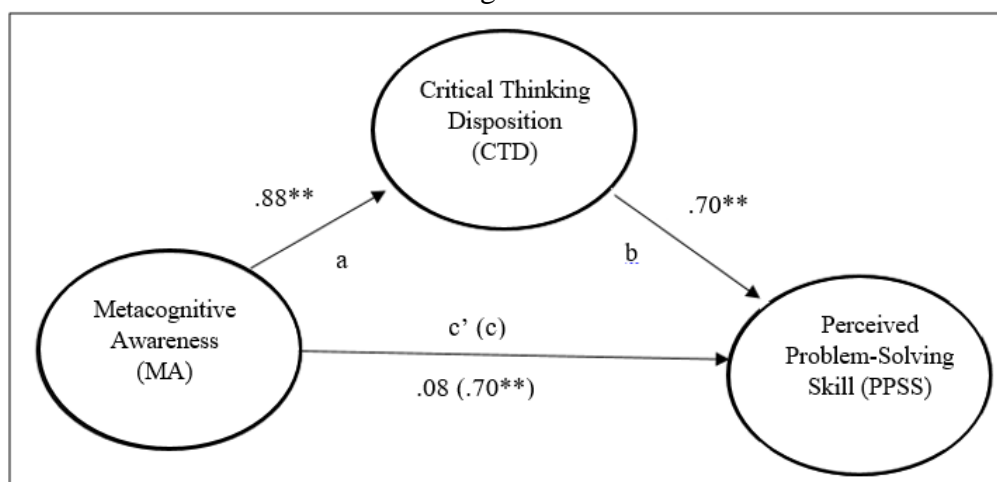 Critical Thinking
Disposition
(CTD)
.88**
.70**
a
b
Metacognitive
Awareness
(MA)
c’ (c)
.08 (.70**)
Perceived
Problem-Solving
Skill (PPSS)